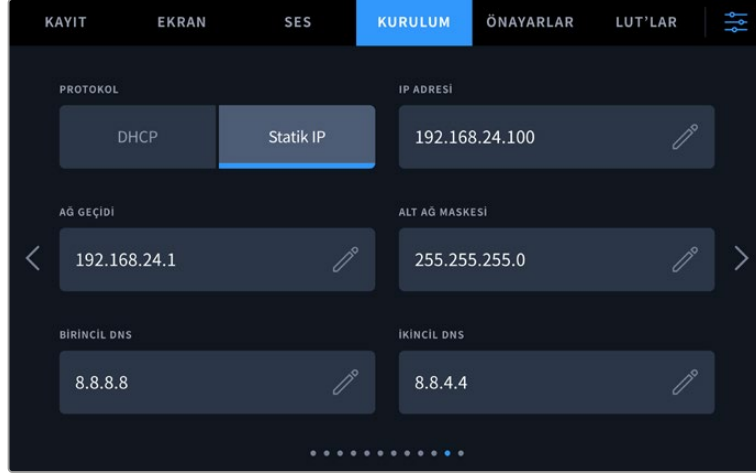 KAYIT EKRAN SES KURULUM ÖNAYARLAR LUT’LAR
PROTOKOL IP ADRESİ
DHCP Statik IP 192.168.24.100
AĞ GEÇİDİ ALT AĞ MASKESİ
192.168.24.1 255.255.255.0
BİRİNCİL DNS İKİNCİL DNS
8.8.8.8 8.8.4.4